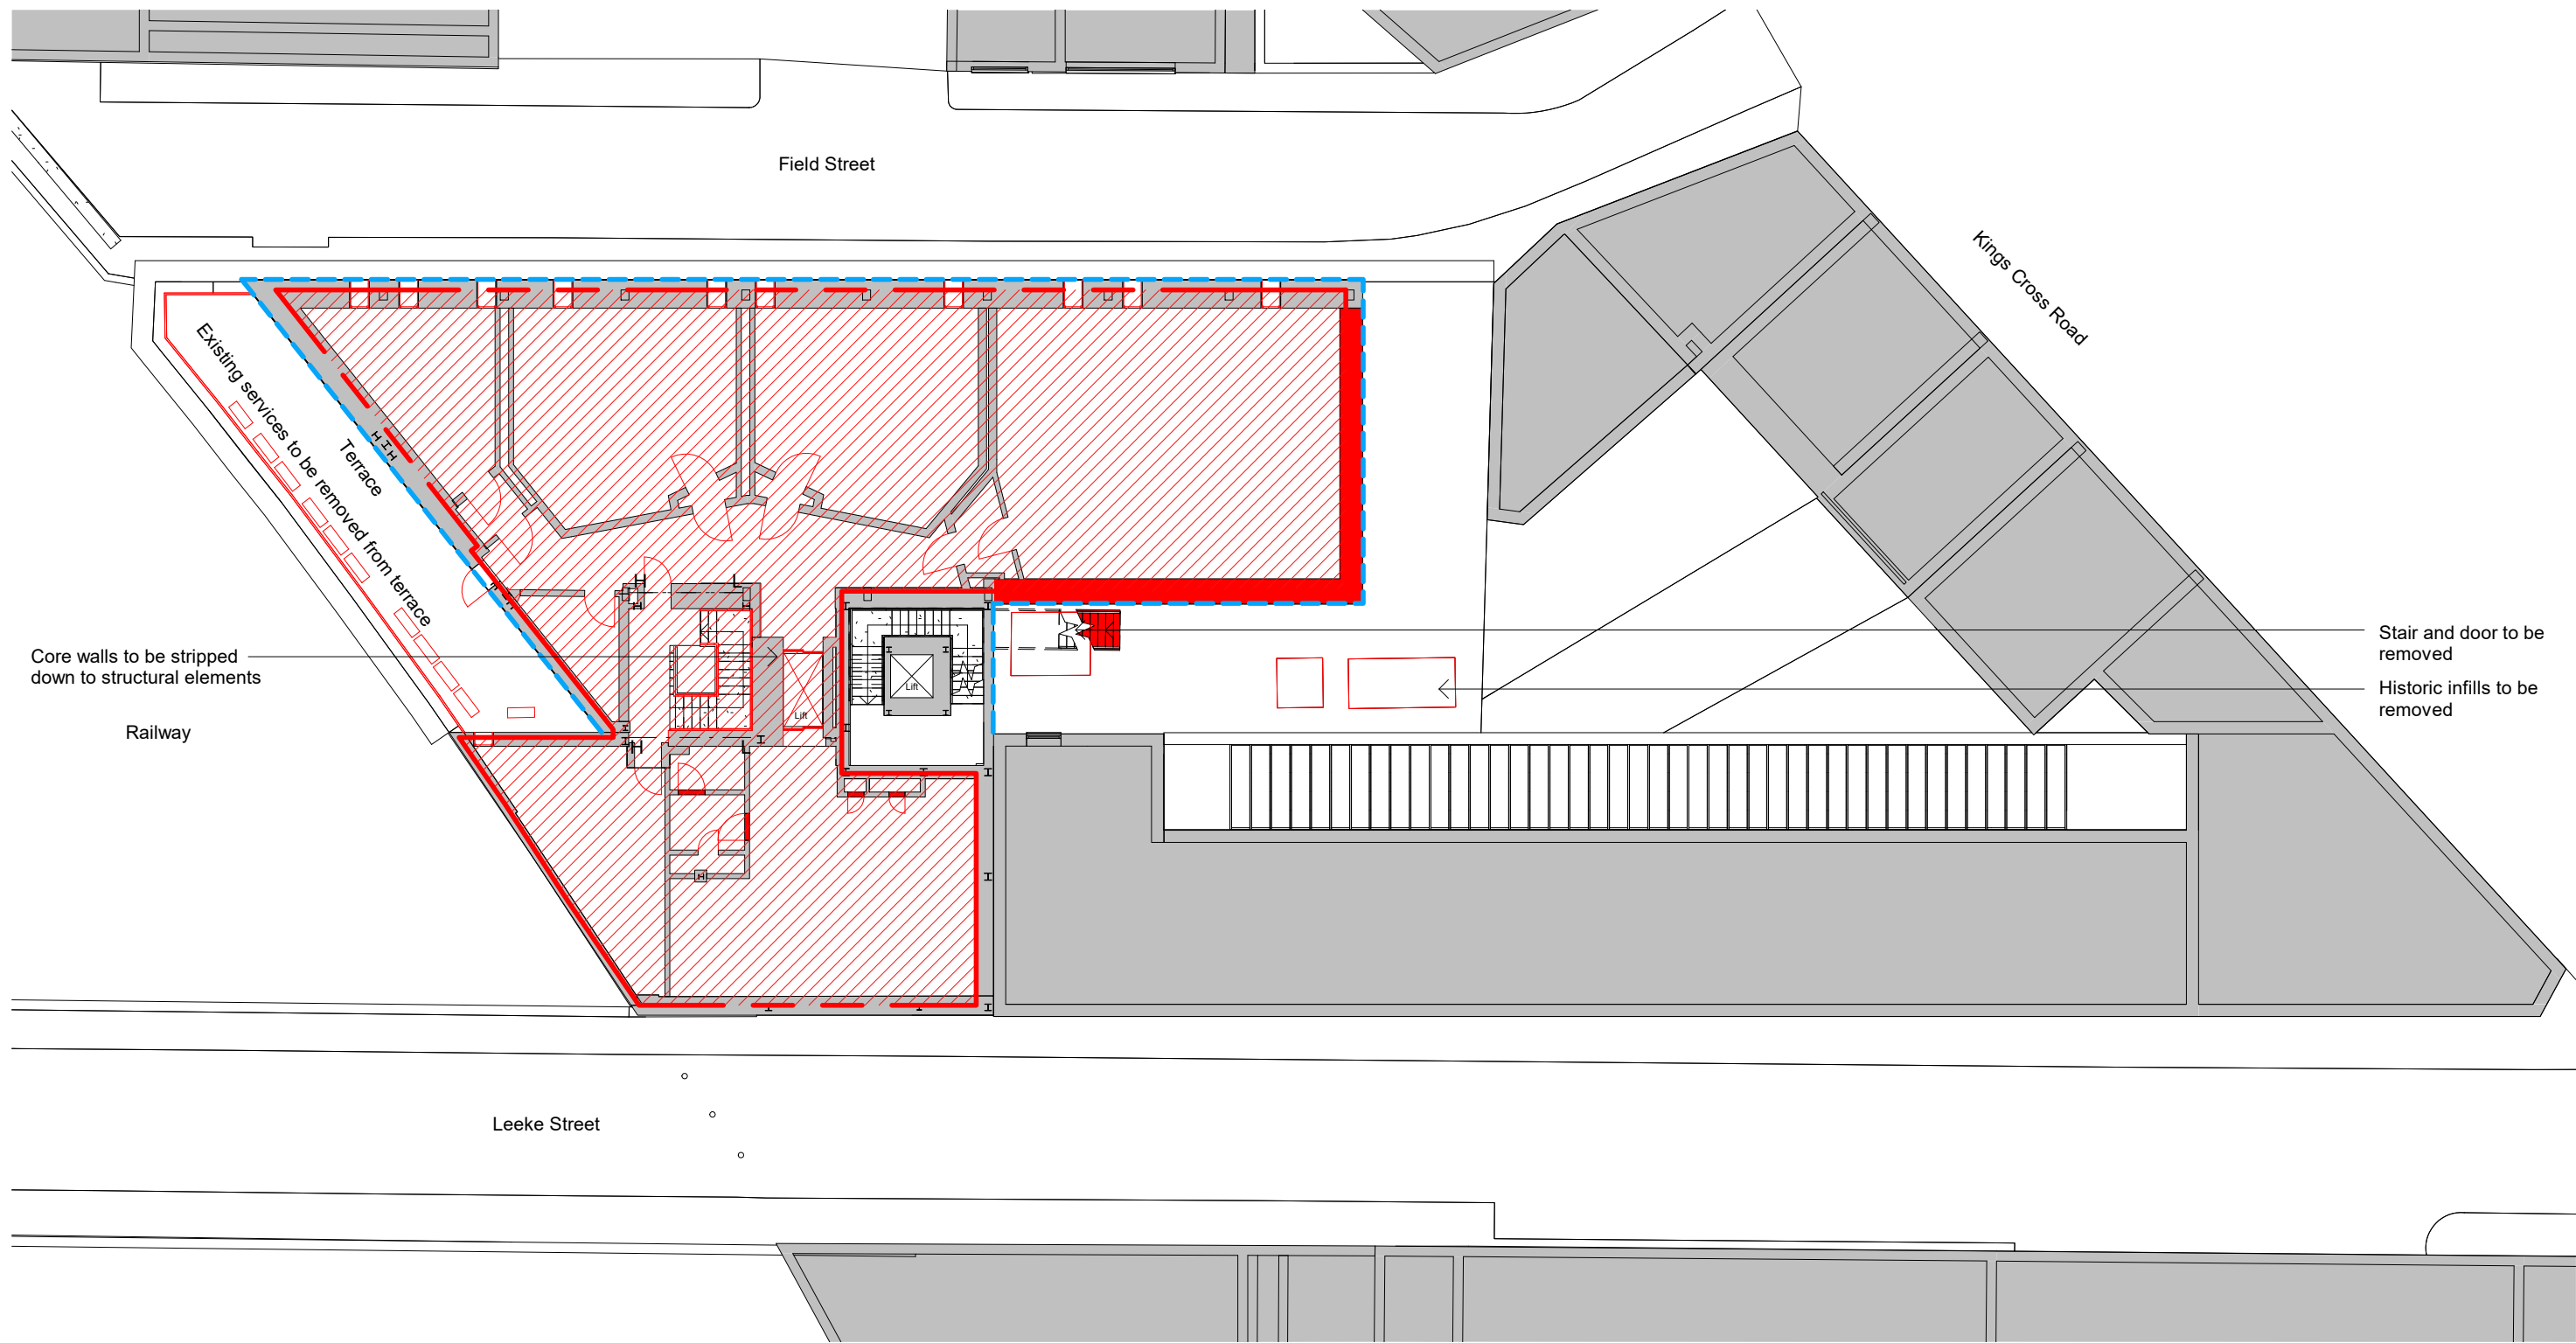 Field Street
Kings Cross Road
Existing services to be removed from terrace
Terrace
Stair and door to be
removed
Core walls to be stripped
down to structural elements
Historic infills to be
removed
Lift
Lift
Railway
Leeke Street